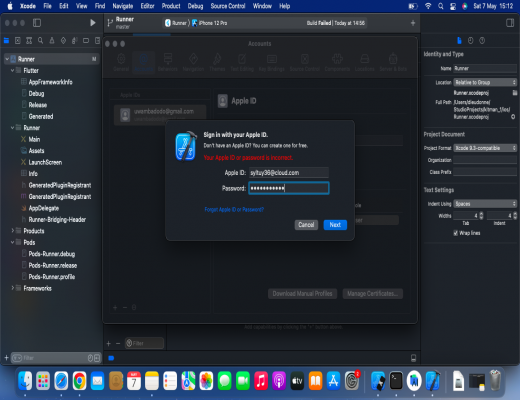 Xcode File Edit View Find Navigate Editor Product Debug Source Control Window Help
Sat 7 May 15:12
Runner
master
Runner
iPhone 12 Pro
Build Failed | Today at 14:56
Accounts
Runner M
Flutter
AppFrameworkInfo
Debug
Release
Generated
Runner
Main
Assets
LaunchScreen
Info
GeneratedPluginRegistrant
GeneratedPluginRegistrant
AppDelegate
Runner-Bridging-Header
Products
Pods
Pods-Runner.debug
Pods-Runner.release
Pods-Runner.profile
Frameworks
Filter
Apple IDs
Apple ID
Sign in with your Apple ID.
Don't have an Apple ID? You can create one for free.
Your Apple ID or password is incorrect.
Apple ID: syltuy36@cloud.com
Password:
Forgot Apple ID or Password?
Cancel Next
Download Manual Profiles Manage Certificates...
Filter
Identity and Type
Name Runner
Location Relative to Group
Runner.xcodeproj
Full Path
Runner.xcodeproj
Project Document
Project Format Xcode 9.3-compatible
Organization
Class Prefix
Text Settings
Indent Using Spaces
Widths 4 4
Tab Indent
Wrap lines